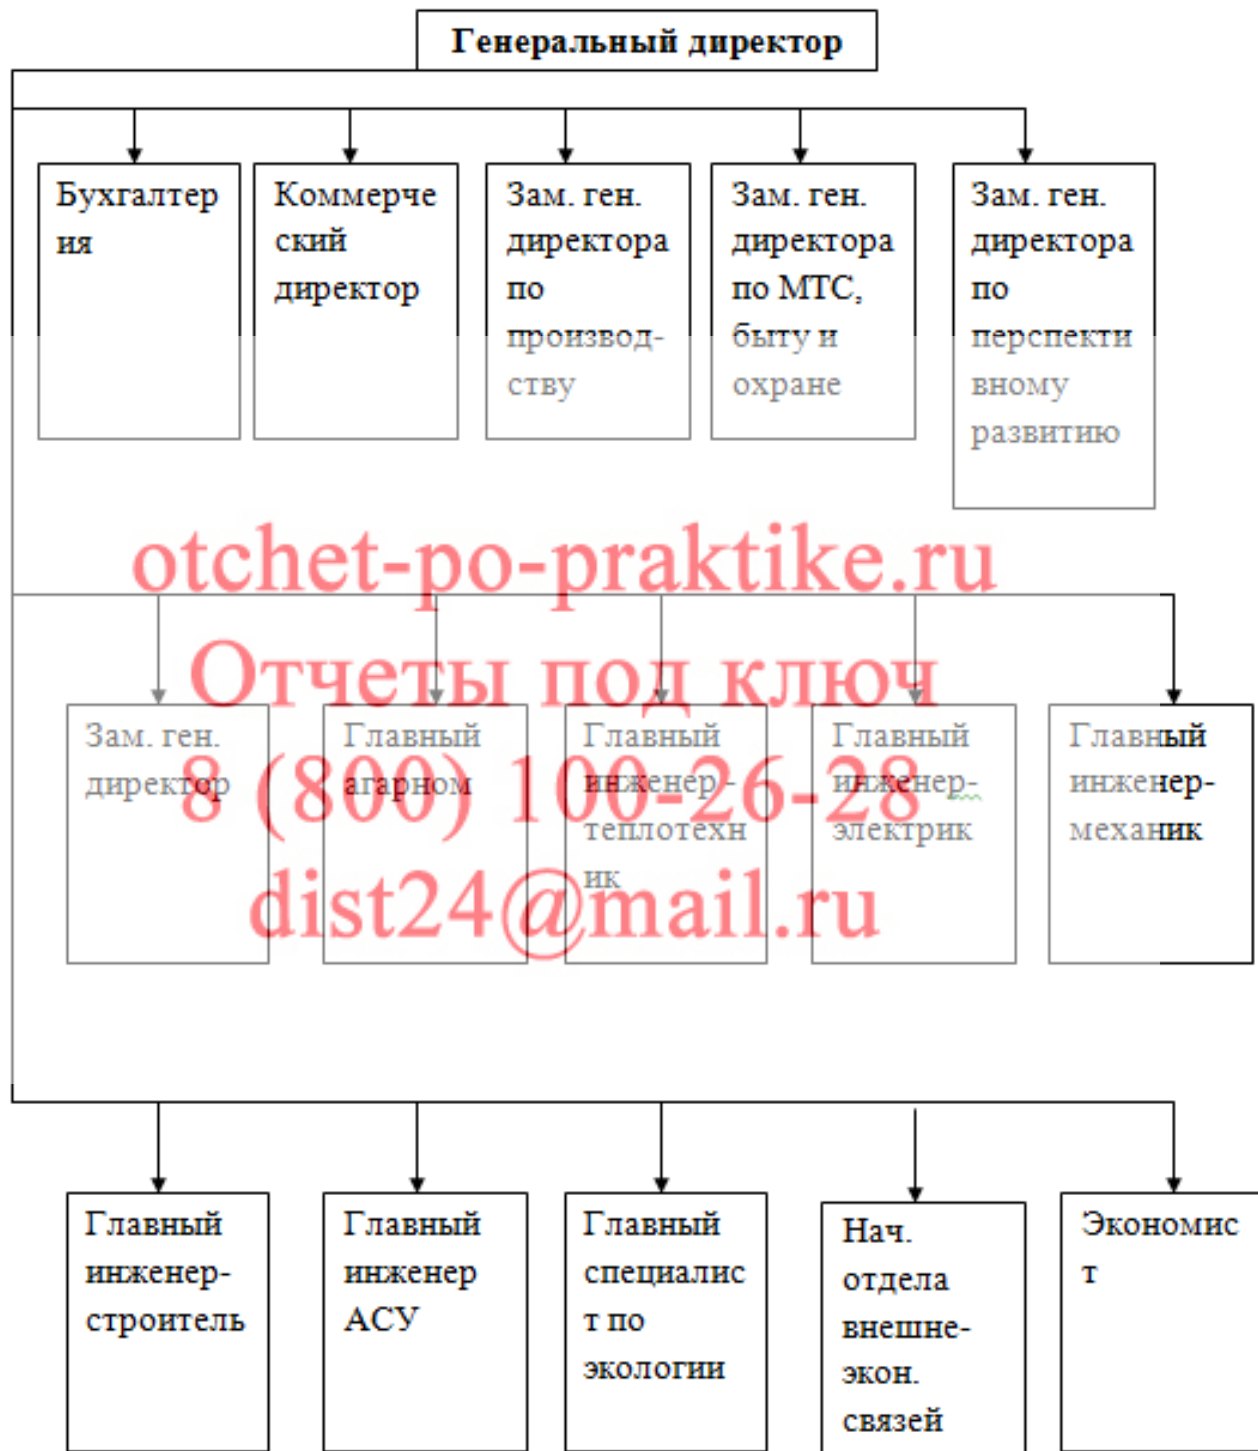 Генеральный директор
Бухгалтер
ия
Коммерче
ский
директор
Зам. ген.
директора
по
производ-
ству
Зам. ген.
директора
по МТС,
быту и
охране
Зам. ген.
директора
по
перспекти
вному
развитию
otchet-po-praktike.ru
Отчеты под ключ
8 (800) 100-26-28
dist24@mail.ru
Зам. ген.
директор
Главный
агарном
Главный
инженер -
теплотехн
ик
Главный
инженер-
электрик
Главный
инженер-
механик
Главный
инженер-
строитель
Главный
инженер
АСУ
Главный
специалис
т по
экологии
Нач.
отдела
внешне-
экон.
связей
Экономис
т